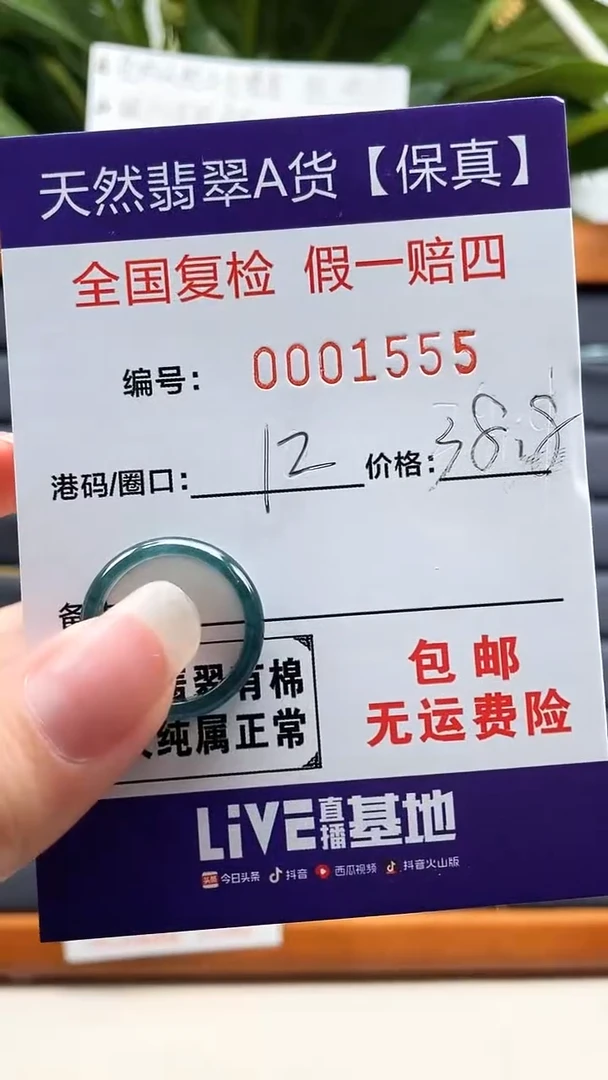 天然翡翠A货【保真】
全国复检 假一赔四
编号： 0001555
港码/圈口： 12 价格：
备
翡翠有棉
纯属正常
包邮
无运费险
LiVE直播基地
头条 今日头条 抖音 西瓜视频 抖音火山版